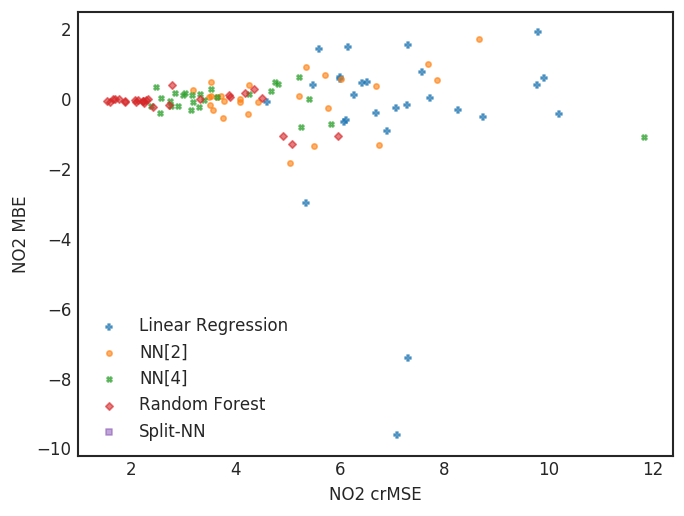 2
0
−2
−4
−6
−8
−10
NO2 MBE
Linear Regression
NN[2]
NN[4]
Random Forest
Split-NN
2 4 6 8 10 12
NO2 crMSE